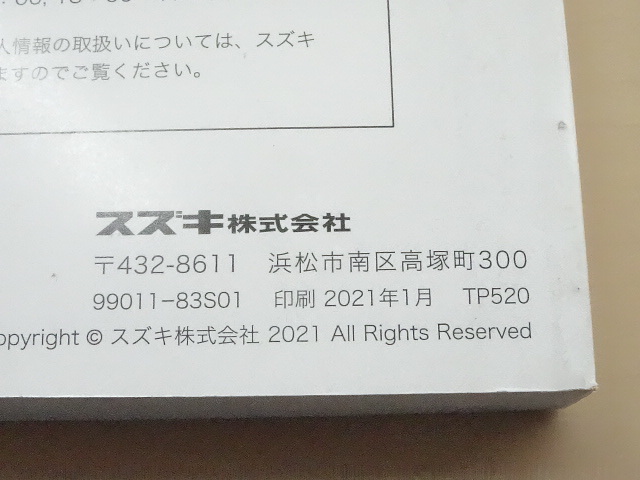 人情報の取扱いについては、スズキ
ますのでご覧ください。
スズキ株式会社
〒432-8611 浜松市南区高塚町300
99011-83S01 印刷 2021年1月 TP520
opyright © スズキ株式会社 2021 All Rights Reserved